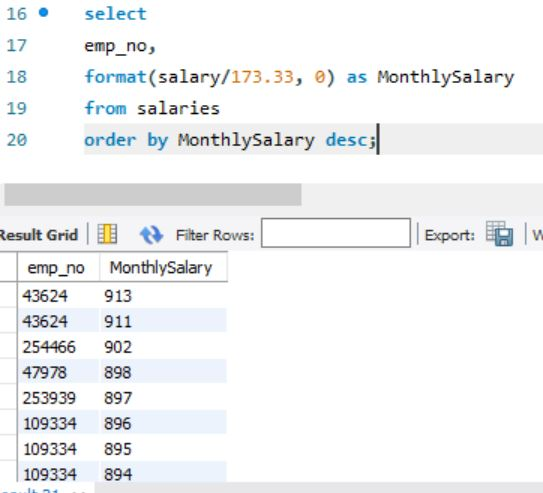 16 select
17 emp_no,
18 format(salary/173.33, 0) as MonthlySalary
19 from salaries
20 order by MonthlySalary desc;
Result Grid Filter Rows: Export:
emp_no MonthlySalary
43624 913
43624 911
254466 902
47978 898
253939 897
109334 896
109334 895
109334 894